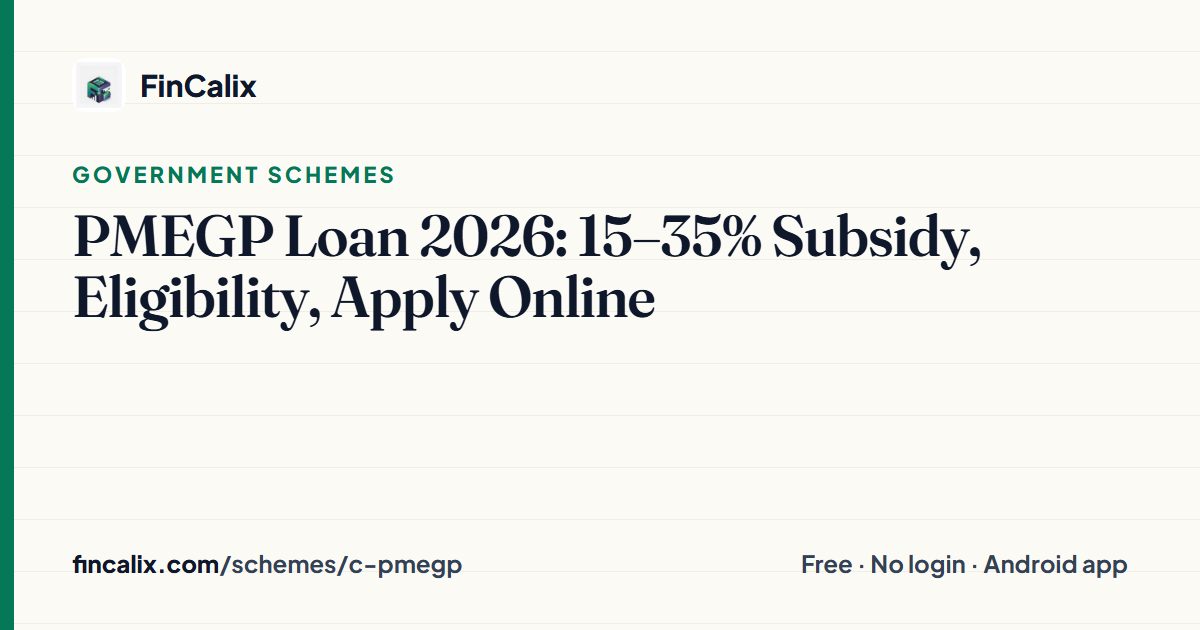 FinCalix
GOVERNMENT SCHEMES
PMEGP Loan 2026: 15–35% Subsidy,
Eligibility, Apply Online
fincalix.com/schemes/c-pmegp
Free · No login · Android app